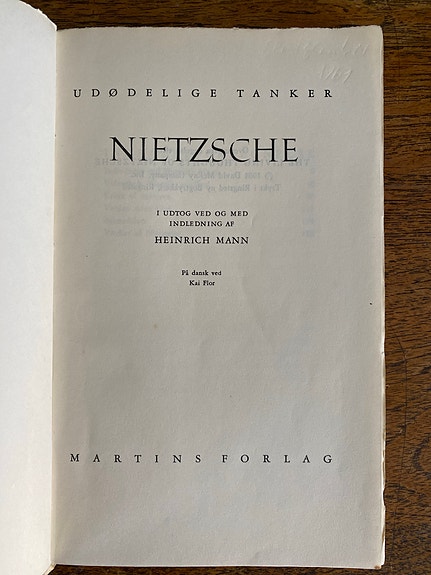 UDØDELIGE TANKER
NIETZSCHE
I UDTOG VED OG MED
INDLEDNING AF
HEINRICH MANN
På dansk ved
Kai Flor
MARTINS FORLAG